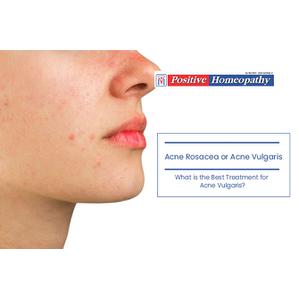 Positive Homeopathy
Acne Rosacea or Acne Vulgaris
What is the Best Treatment for
Acne Vulgaris?